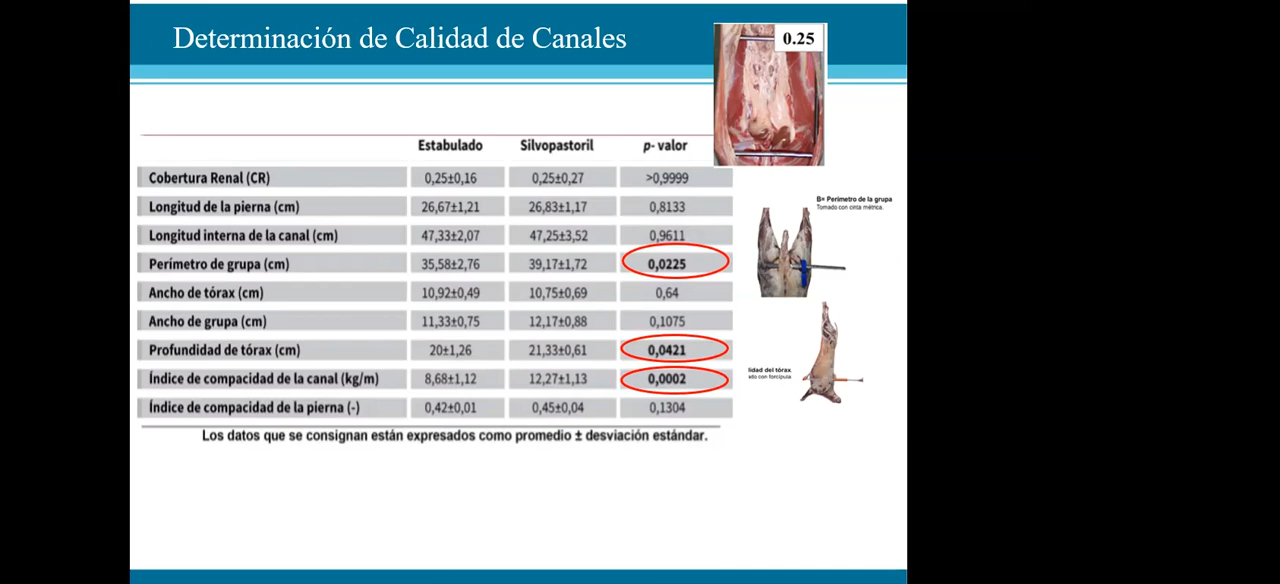 Determinación de Calidad de Canales
0.25
Estabulado Silvopastoril p- valor
Cobertura Renal (CR) 0,25±0,16 0,25±0,27 >0,9999
Longitud de la pierna (cm) 26,67±1,21 26,83±1,17 0,8133
Longitud interna de la canal (cm) 47,33±2,07 47,25±3,52 0,9611
Perímetro de grupa (cm) 35,58±2,76 39,17±1,72 0,0225
Ancho de tórax (cm) 10,92±0,49 10,75±0,69 0,64
Ancho de grupa (cm) 11,33±0,75 12,17±0,88 0,1075
Profundidad de tórax (cm) 20±1,26 21,33±0,61 0,0421
Índice de compacidad de la canal (kg/m) 8,68±1,12 12,27±1,13 0,0002
Índice de compacidad de la pierna (-) 0,42±0,01 0,45±0,04 0,1304
Los datos que se consignan están expresados como promedio ± desviación estándar.
B= Perímetro de la grupa
Tomado con cinta métrica.
lidad del tórax
ado con forcípula